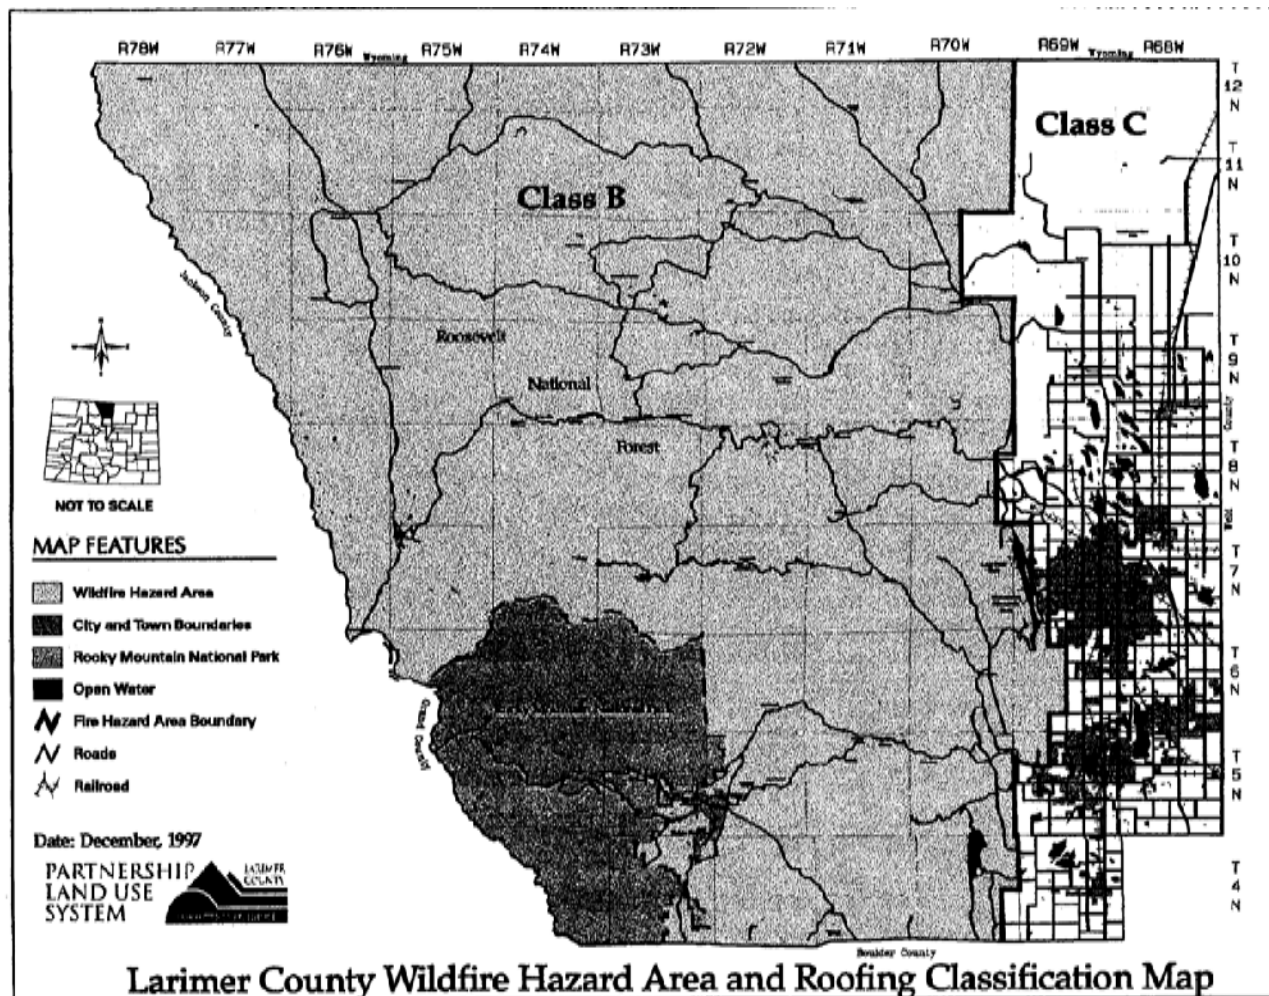 R78W R77W R76W R75W R74W R73W R72W R71W R70W R69W R68W
Wyoming Wyoming
T 12 N
Class C
T 11 N
Class B
T 10 N
Jackson County
Roosevelt
T 9 N
National
County
Forest
T 8 N
NOT TO SCALE
Weld
MAP FEATURES
T 7 N
Wildfire Hazard Area
City and Town Boundaries
Rocky Mountain National Park
T 6 N
Open Water
Grand County
Fire Hazard Area Boundary
Roads
Railroad
T 5 N
Date: December, 1997
PARTNERSHIP
LAND USE
SYSTEM
LARIMER
COUNTY
T 4 N
Boulder County
Larimer County Wildfire Hazard Area and Roofing Classification Map